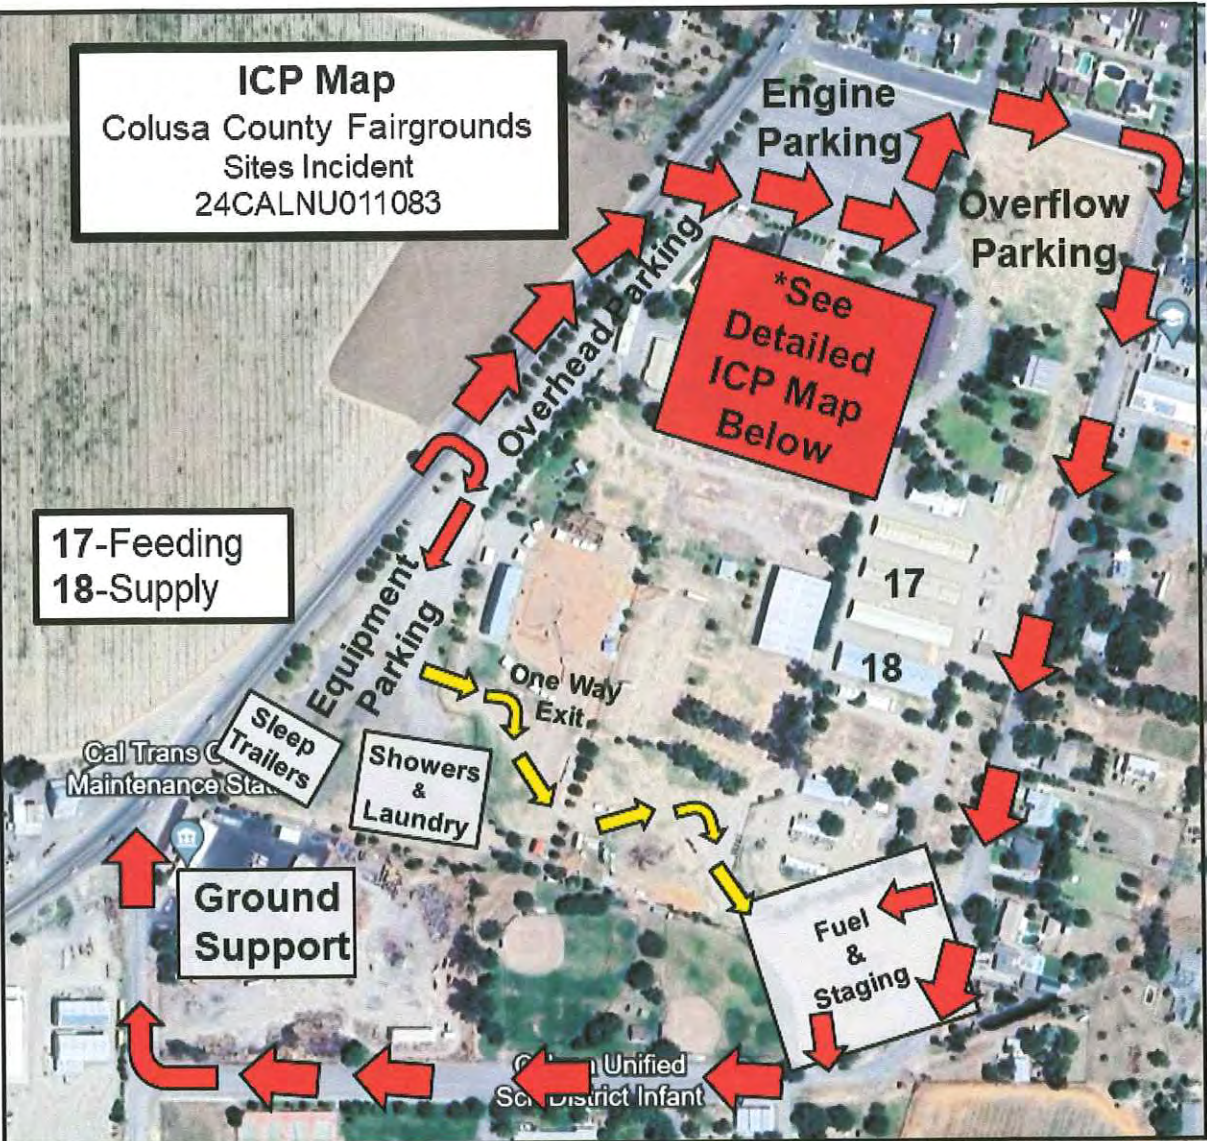 ICP Map
Colusa County Fairgrounds
Sites Incident
24CALNU011083
Engine
Parking
Overflow
Parking
*See
Detailed
ICP Map
Below
Overhead Parking
17-Feeding
18-Supply
17
18
Equipment
Parking
One Way
Exit
Sleep
Trailers
Cal Trans
Maintenance
Showers
&
Laundry
Ground
Support
Fuel
&
Staging
Unified
District Infant